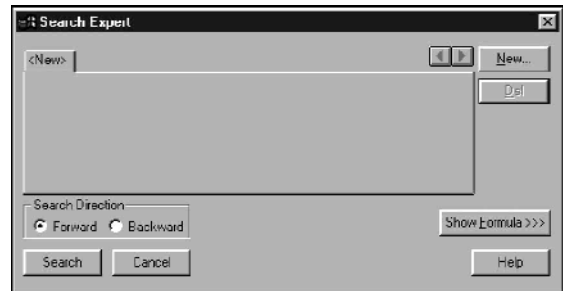 Search Expert
<New>
New...
Del
Search Direction
Forward Backward
Show Formula >>>
Search Cancel Help